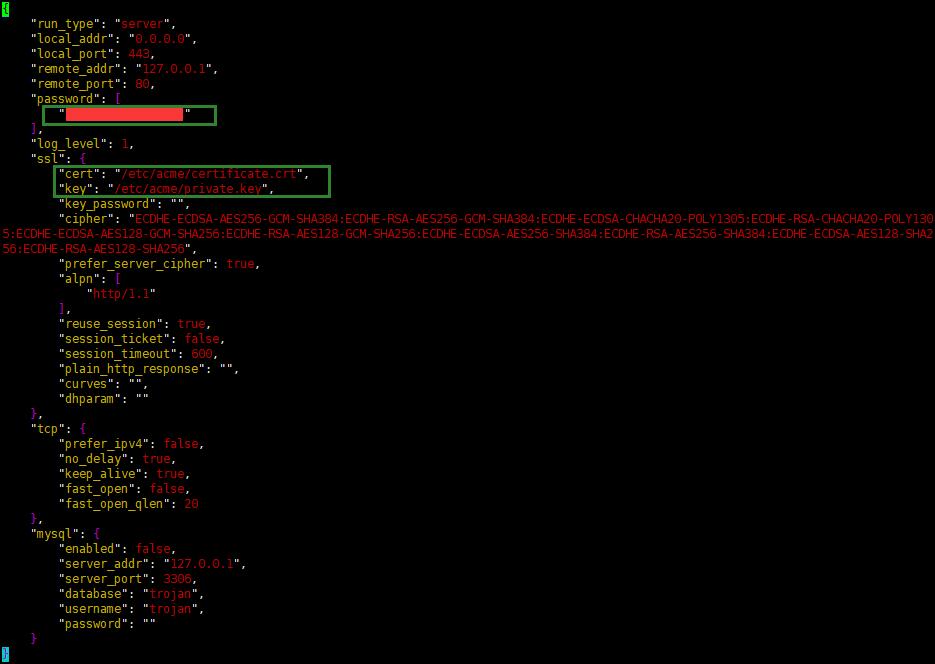 {
    "run_type": "server",
    "local_addr": "0.0.0.0",
    "local_port": 443,
    "remote_addr": "127.0.0.1",
    "remote_port": 80,
    "password": [
        " "
    ],
    "log_level": 1,
    "ssl": {
        "cert": "/etc/acme/certificate.crt",
        "key": "/etc/acme/private.key",
        "key_password": "",
        "cipher": "ECDHE-ECDSA-AES256-GCM-SHA384:ECDHE-RSA-AES256-GCM-SHA384:ECDHE-ECDSA-CHACHA20-POLY1305:ECDHE-RSA-CHACHA20-POLY130
5:ECDHE-ECDSA-AES128-GCM-SHA256:ECDHE-RSA-AES128-GCM-SHA256:ECDHE-ECDSA-AES256-SHA384:ECDHE-RSA-AES256-SHA384:ECDHE-ECDSA-AES128-SHA2
56:ECDHE-RSA-AES128-SHA256",
        "prefer_server_cipher": true,
        "alpn": [
            "http/1.1"
        ],
        "reuse_session": true,
        "session_ticket": false,
        "session_timeout": 600,
        "plain_http_response": "",
        "curves": "",
        "dhparam": ""
    },
    "tcp": {
        "prefer_ipv4": false,
        "no_delay": true,
        "keep_alive": true,
        "fast_open": false,
        "fast_open_qlen": 20
    },
    "mysql": {
        "enabled": false,
        "server_addr": "127.0.0.1",
        "server_port": 3306,
        "database": "trojan",
        "username": "trojan",
        "password": ""
    }
}